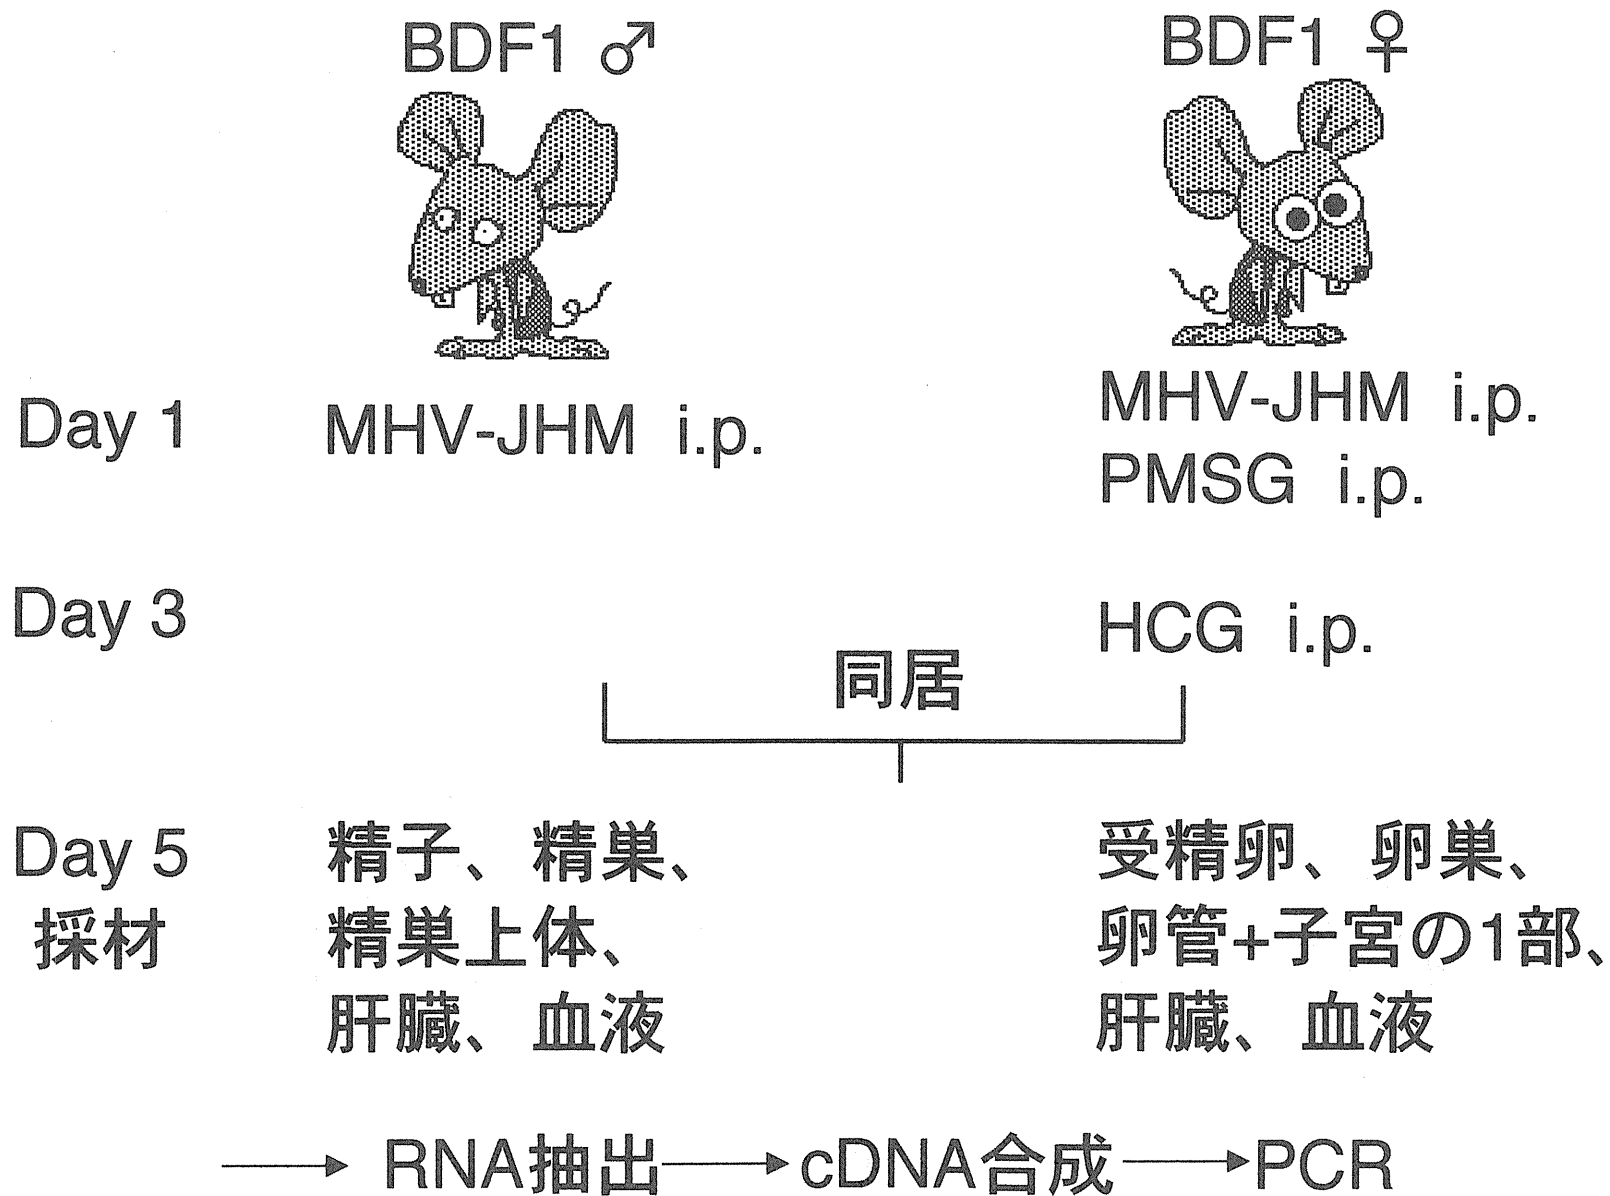 BDF1 ♂
BDF1 ♀
Day 1
MHV-JHM i.p.
MHV-JHM i.p.
PMSG i.p.
Day 3
HCG i.p.
同居
Day 5
採材
精子、精巣、
精巣上体、
肝臓、血液
受精卵、卵巣、
卵管+子宮の1部、
肝臓、血液
→ RNA抽出 → cDNA合成 → PCR